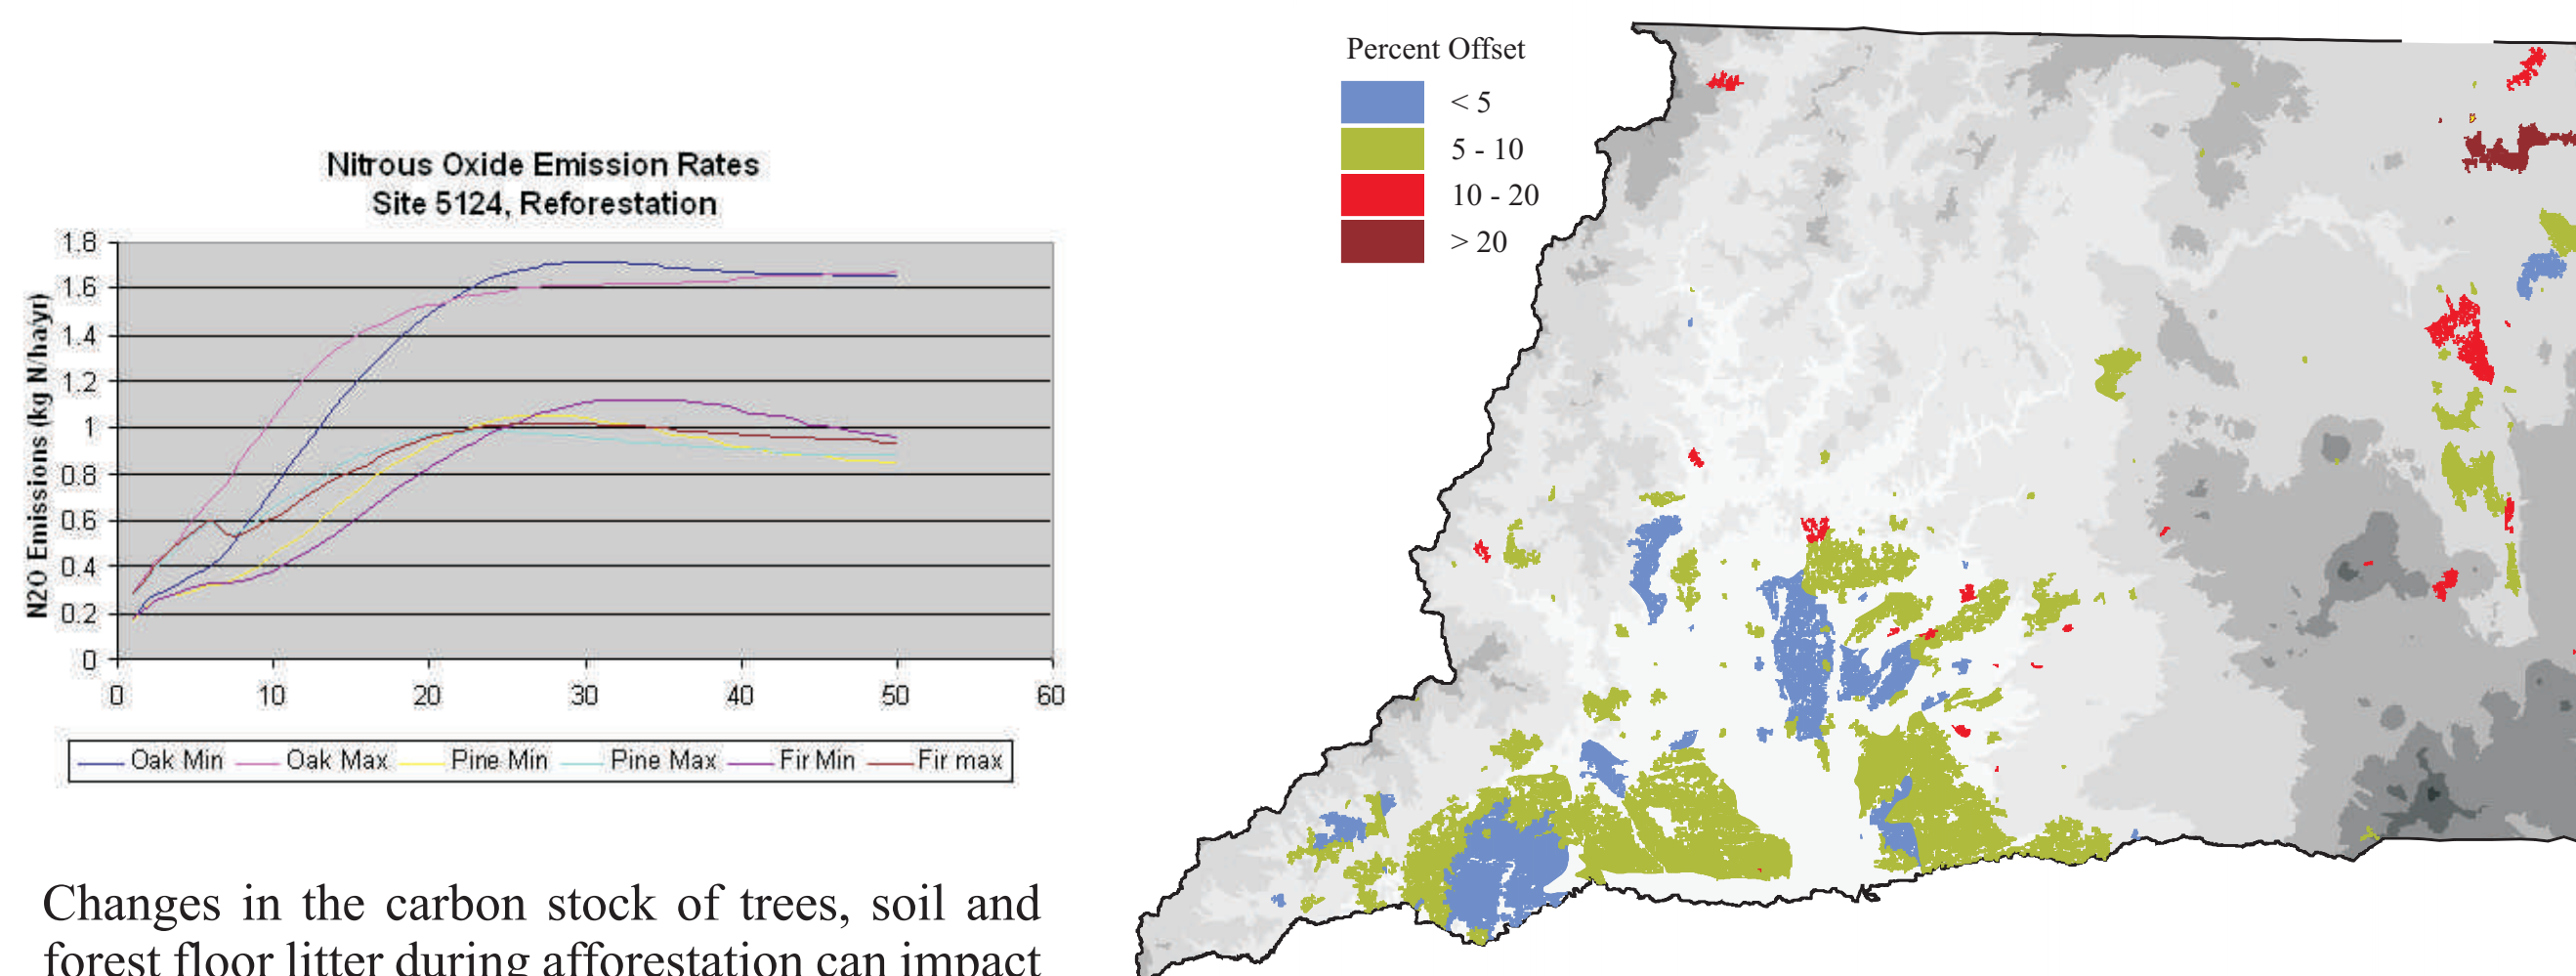 Nitrous Oxide Emission Rates
Site 5124, Reforestation
N2O Emissions (kg N/ha/yr)
1.8
1.6
1.4
1.2
1
0.8
0.6
0.4
0.2
0
0 10 20 30 40 50 60
Oak Min Oak Max Pine Min Pine Max Fir Min Fir max
Changes in the carbon stock of trees, soil and
forest floor litter during afforestation can impact
Percent Offset
< 5
5 - 10
10 - 20
> 20